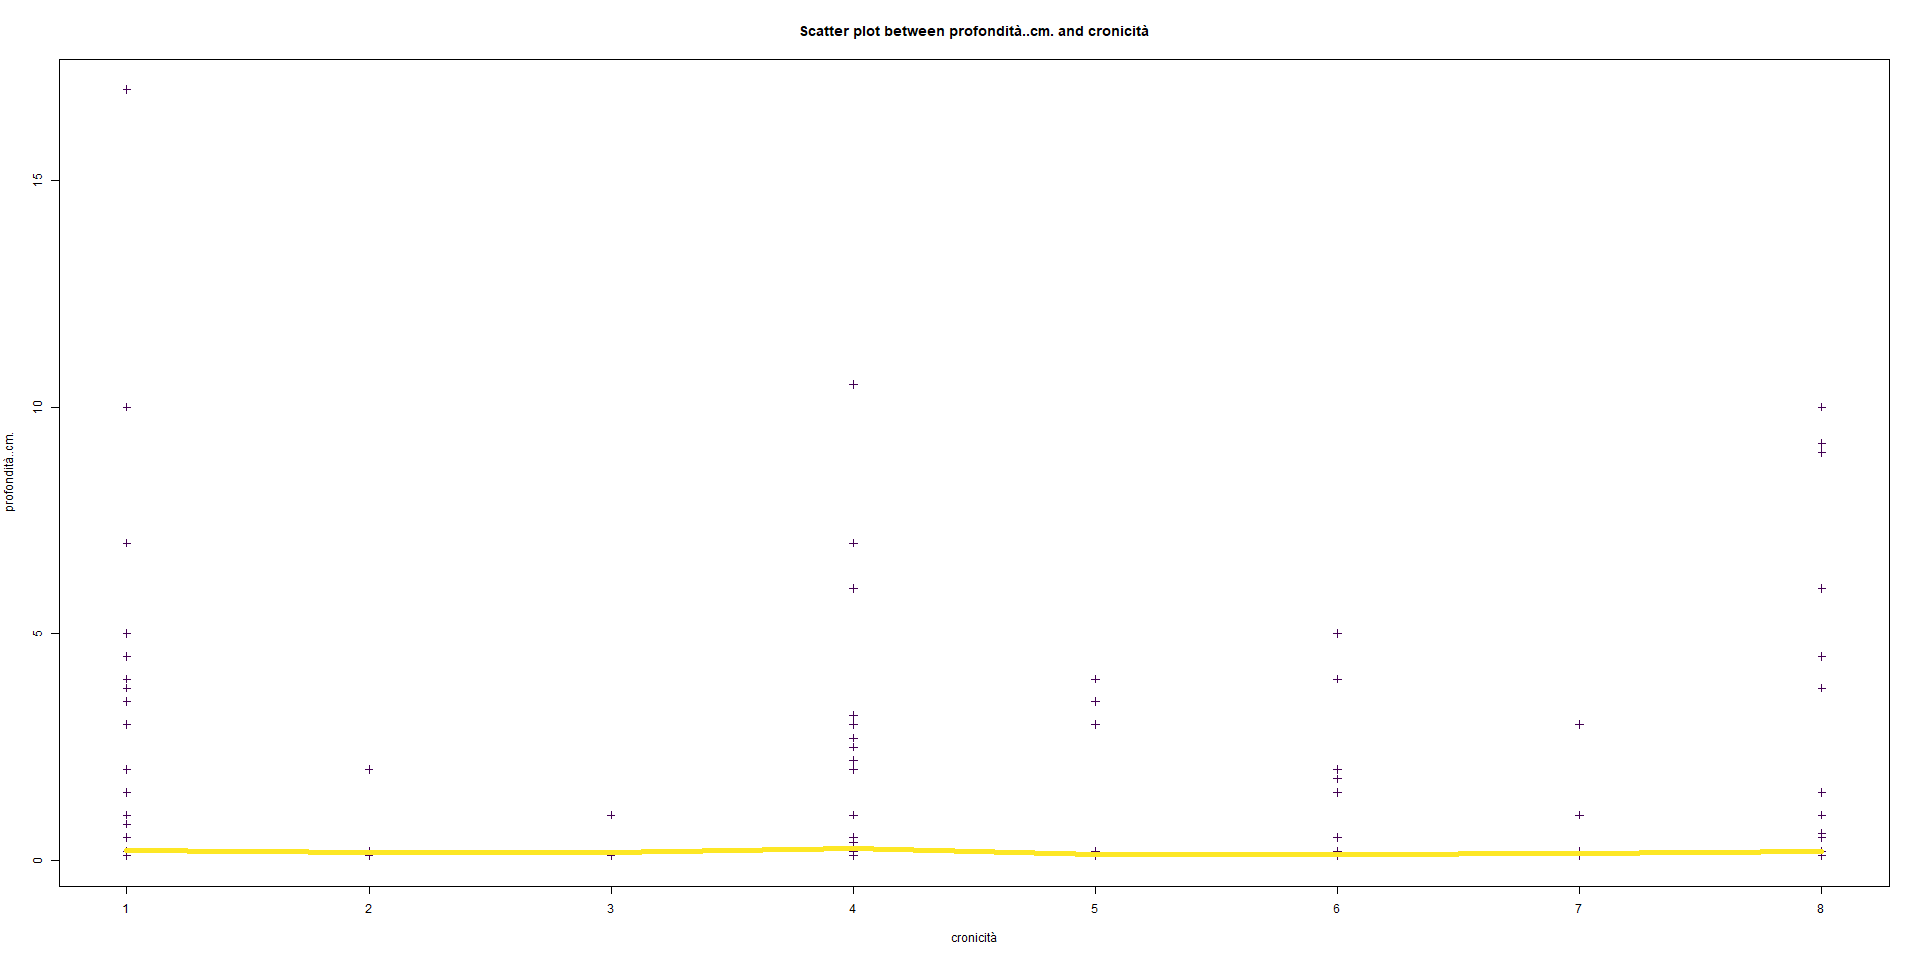 Scatter plot between profondità..cm. and cronicità
15
10
5
0
profondità..cm.
1 2 3 4 5 6 7 8
cronicità